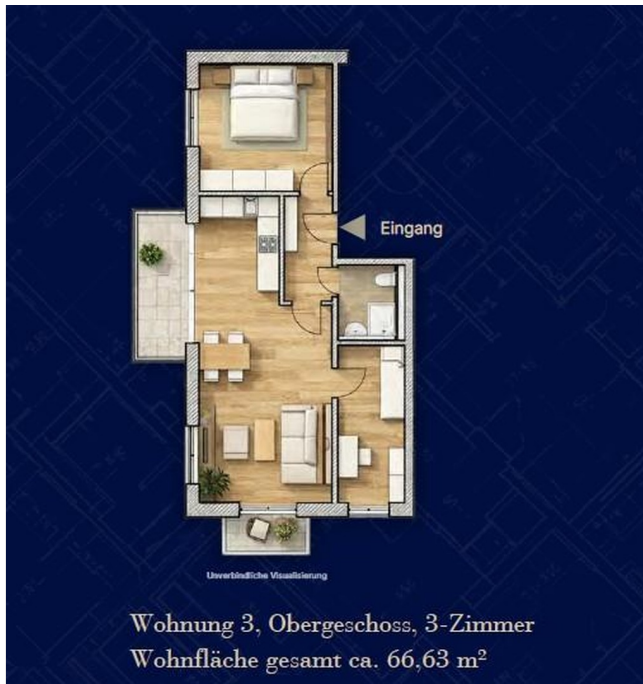 Eingang
Unverbindliche Visualisierung
Wohnung 3, Obergeschoss, 3-Zimmer
Wohnfläche gesamt ca. 66,63 m²